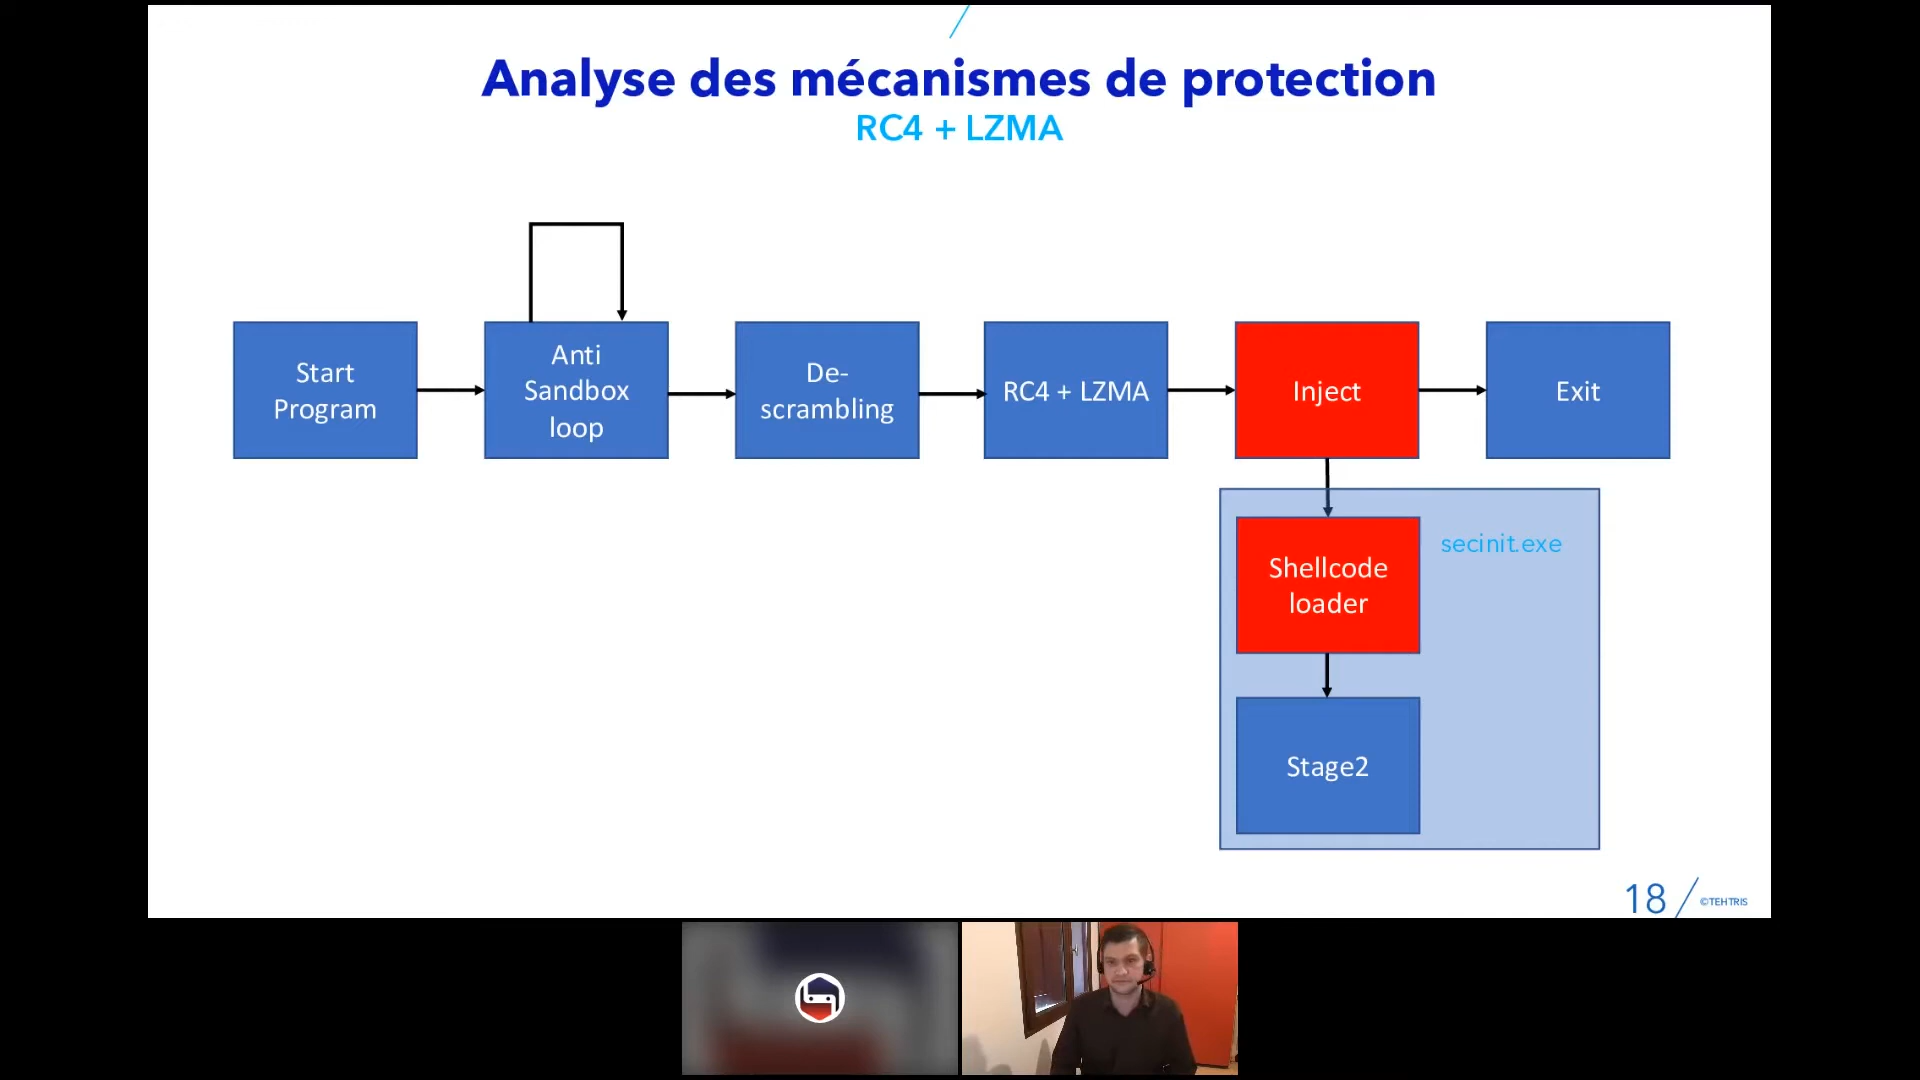 Analyse des mécanismes de protection
RC4 + LZMA
Start
Program
Anti
Sandbox
loop
De-
scrambling
RC4 + LZMA
Inject
Exit
Shellcode
loader
secinit.exe
Stage2
18
©TEHTRIS